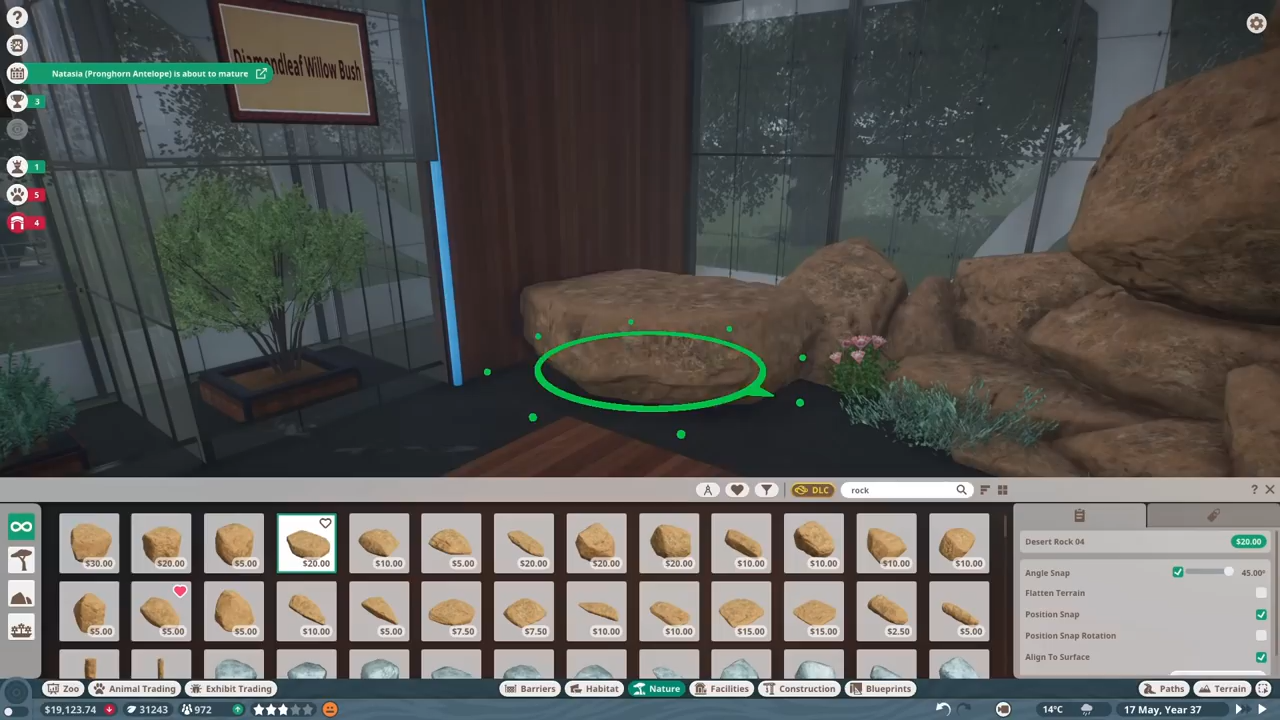 Diamondleaf Willow Bush
Natasia (Pronghorn Antelope) is about to mature
3
1
5
4
DLC
rock
?
$30.00
$20.00
$5.00
$20.00
$10.00
$5.00
$20.00
$20.00
$20.00
$10.00
$10.00
$10.00
$10.00
$5.00
$5.00
$5.00
$10.00
$5.00
$7.50
$7.50
$10.00
$10.00
$15.00
$15.00
$2.50
$5.00
Desert Rock 04
$20.00
Angle Snap
45.00°
Flatten Terrain
Position Snap
Position Snap Rotation
Align To Surface
Zoo
Animal Trading
Exhibit Trading
Barriers
Habitat
Nature
Facilities
Construction
Blueprints
Paths
Terrain
$19,123.74
31243
972
14°C
17 May, Year 37